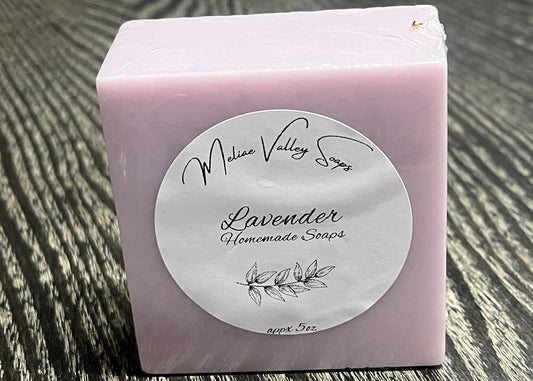 Meliae Valley Soaps
Lavender
Homemade Soaps
appx 5oz